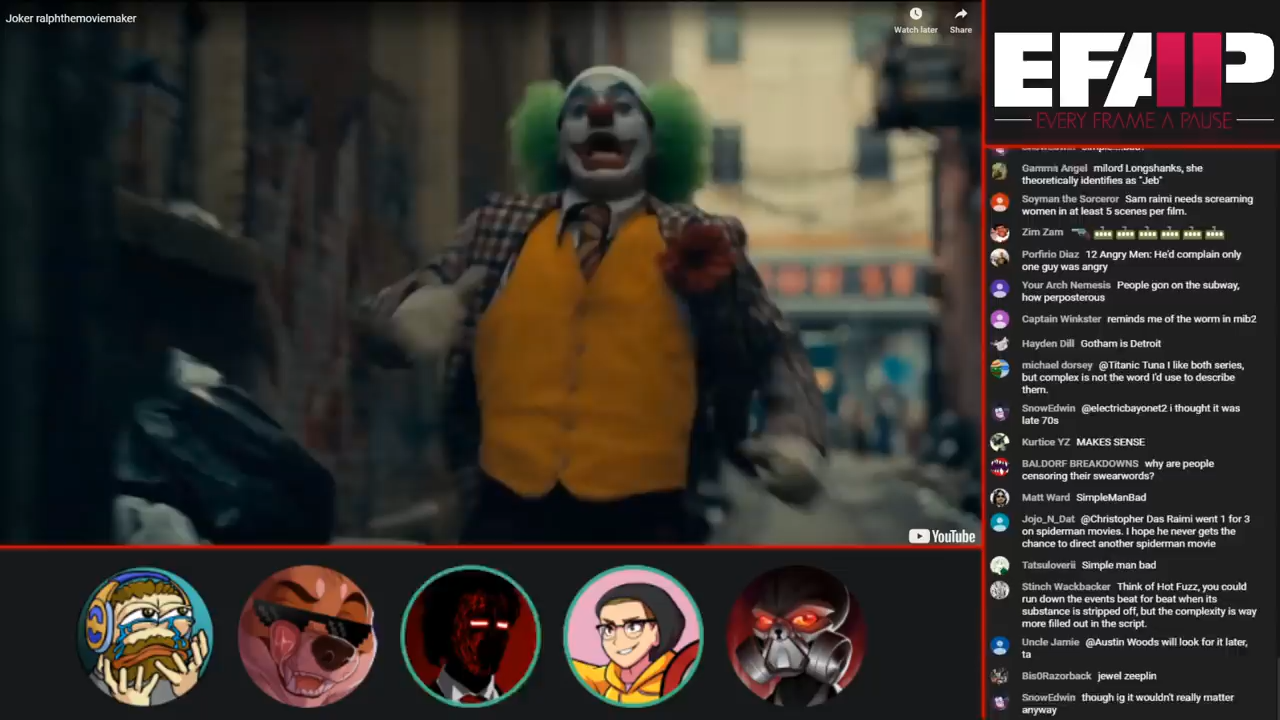 Joker ralphthemoviemaker
Watch later
Share
YouTube
EFAP
EVERY FRAME A PAUSE
Gamma Angel milord Longshanks, she
theoretically identifies as "Jeb"
Soyman the Sorceror Sam raimi needs screaming
women in at least 5 scenes per film.
Zim Zam
Porfirio Diaz 12 Angry Men: He'd complain only
one guy was angry
Your Arch Nemesis People gon on the subway,
how perposterous
Captain Winkster reminds me of the worm in mib2
Hayden Dill Gotham is Detroit
michael dorsey @Titanic Tuna I like both series,
but complex is not the word I'd use to describe
them.
SnowEdwin @electricbayonet2 i thought it was
late 70s
Kurtice YZ MAKES SENSE
BALDORF BREAKDOWNS why are people
censoring their swearwords?
Matt Ward SimpleManBad
Jojo_N_Dat @Christopher Das Raimi went 1 for 3
on spiderman movies. I hope he never gets the
chance to direct another spiderman movie
Tatsuloverii Simple man bad
Stinch Wackbacker Think of Hot Fuzz, you could
run down the events beat for beat when its
substance is stripped off, but the complexity is way
more filled out in the script.
Uncle Jamie @Austin Woods will look for it later,
ta
Bis0Razorback jewel zeeplin
SnowEdwin though ig it wouldn't really matter
anyway